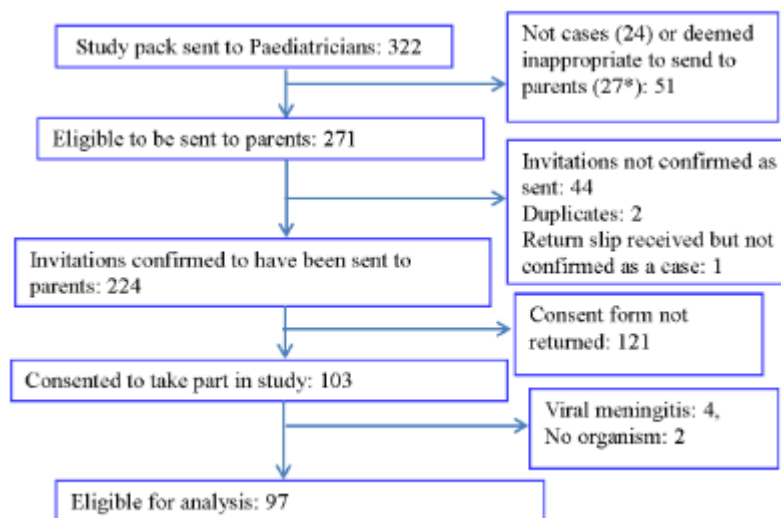 Study pack sent to Paediatricians: 322
Not cases (24) or deemed
inappropriate to send to
parents (27*): 51
Eligible to be sent to parents: 271
Invitations not confirmed as
sent: 44
Duplicates: 2
Return slip received but not
confirmed as a case: 1
Invitations confirmed to have been sent to
parents: 224
Consent form not
returned: 121
Consented to take part in study: 103
Viral meningitis: 4,
No organism: 2
Eligible for analysis: 97